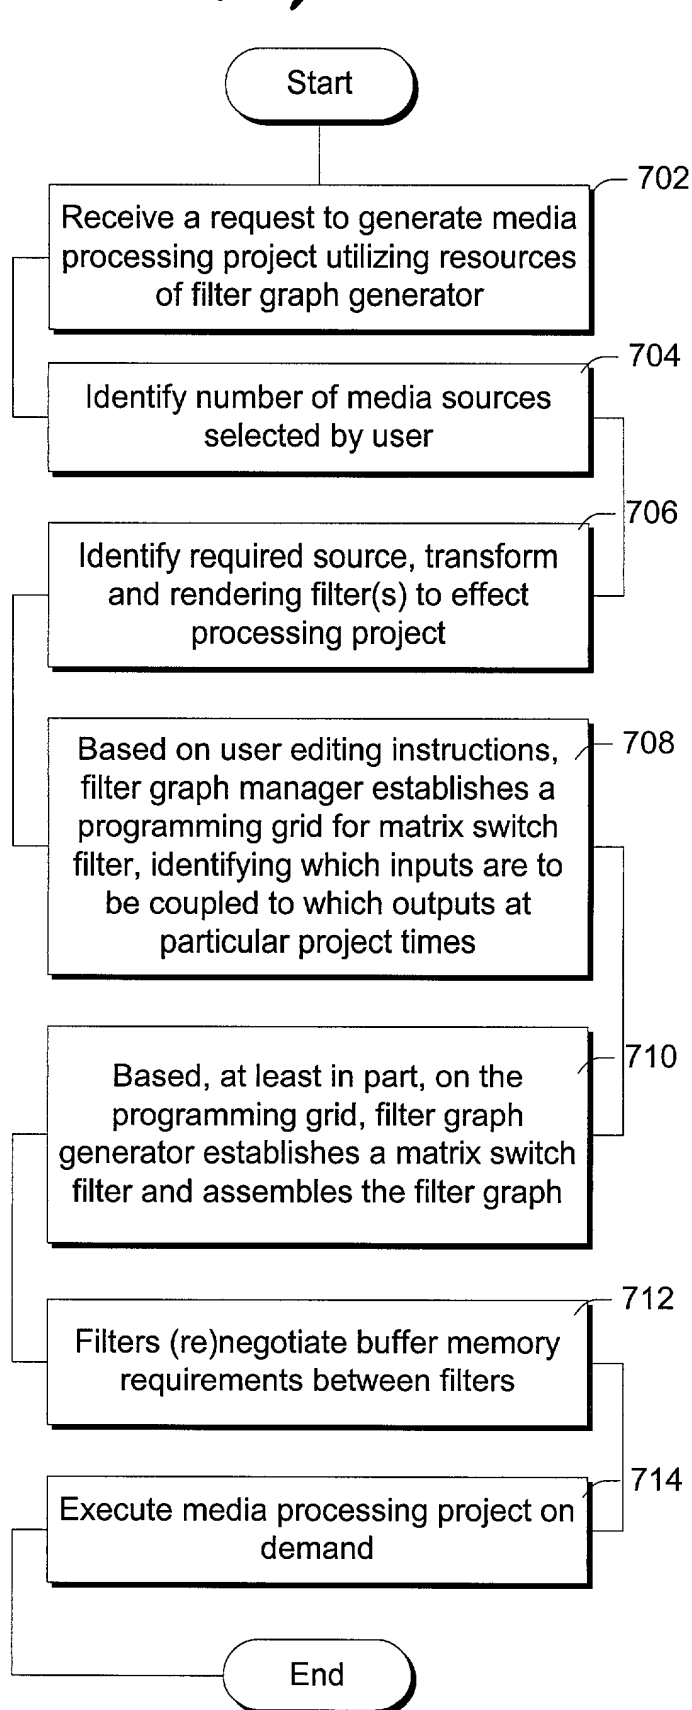 Start
702
Receive a request to generate media
processing project utilizing resources
of filter graph generator
704
Identify number of media sources
selected by user
706
Identify required source, transform
and rendering filter(s) to effect
processing project
708
Based on user editing instructions,
filter graph manager establishes a
programming grid for matrix switch
filter, identifying which inputs are to
be coupled to which outputs at
particular project times
710
Based, at least in part, on the
programming grid, filter graph
generator establishes a matrix switch
filter and assembles the filter graph
712
Filters (re)negotiate buffer memory
requirements between filters
714
Execute media processing project on
demand
End